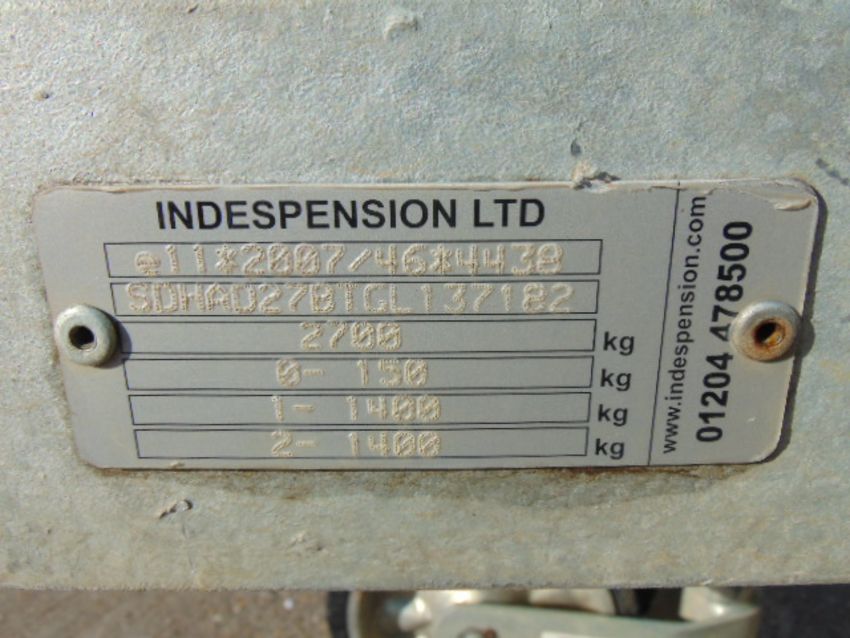 INDESPENSION LTD
e11*2007/46*4438
SDHAD27BTGL137182
2700 kg
0- 150 kg
1- 1400 kg
2- 1400 kg
www.indespension.com
01204 478500